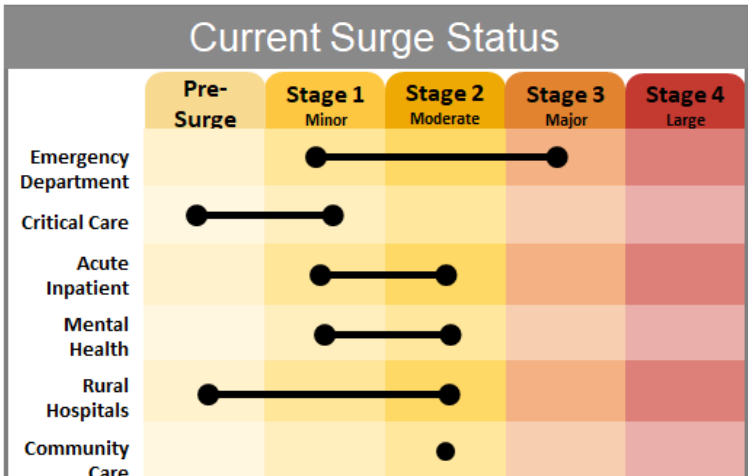 Current Surge Status
Pre-
Surge
Stage 1
Minor
Stage 2
Moderate
Stage 3
Major
Stage 4
Large
Emergency
Department
Critical Care
Acute
Inpatient
Mental
Health
Rural
Hospitals
Community
Care